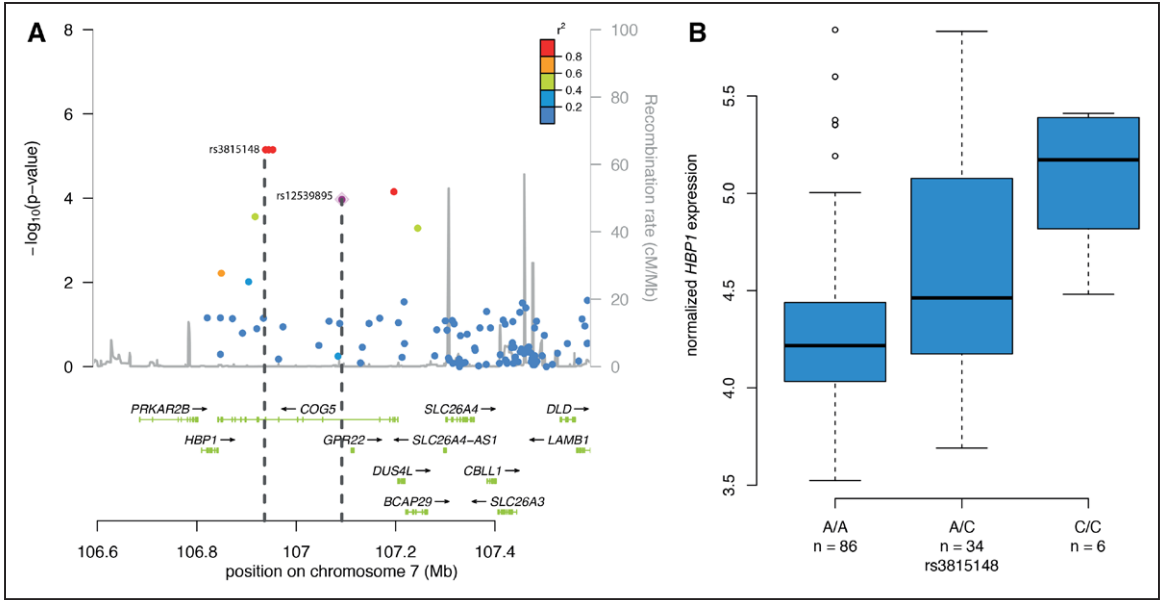 A
8
6
4
2
0
−log10(p−value)
rs3815148
rs12539895
r2
0.8
0.6
0.4
0.2
100
80
60
40
20
0
Recombination rate (cM/Mb)
PRKAR2B
COG5
SLC26A4
DLD
HBP1
GPR22
SLC26A4−AS1
LAMB1
DUS4L
CBLL1
BCAP29
SLC26A3
106.6 106.8 107 107.2 107.4
position on chromosome 7 (Mb)
B
normalized HBP1 expression
5.5
5.0
4.5
4.0
3.5
A/A A/C C/C
n = 86 n = 34 n = 6
rs3815148